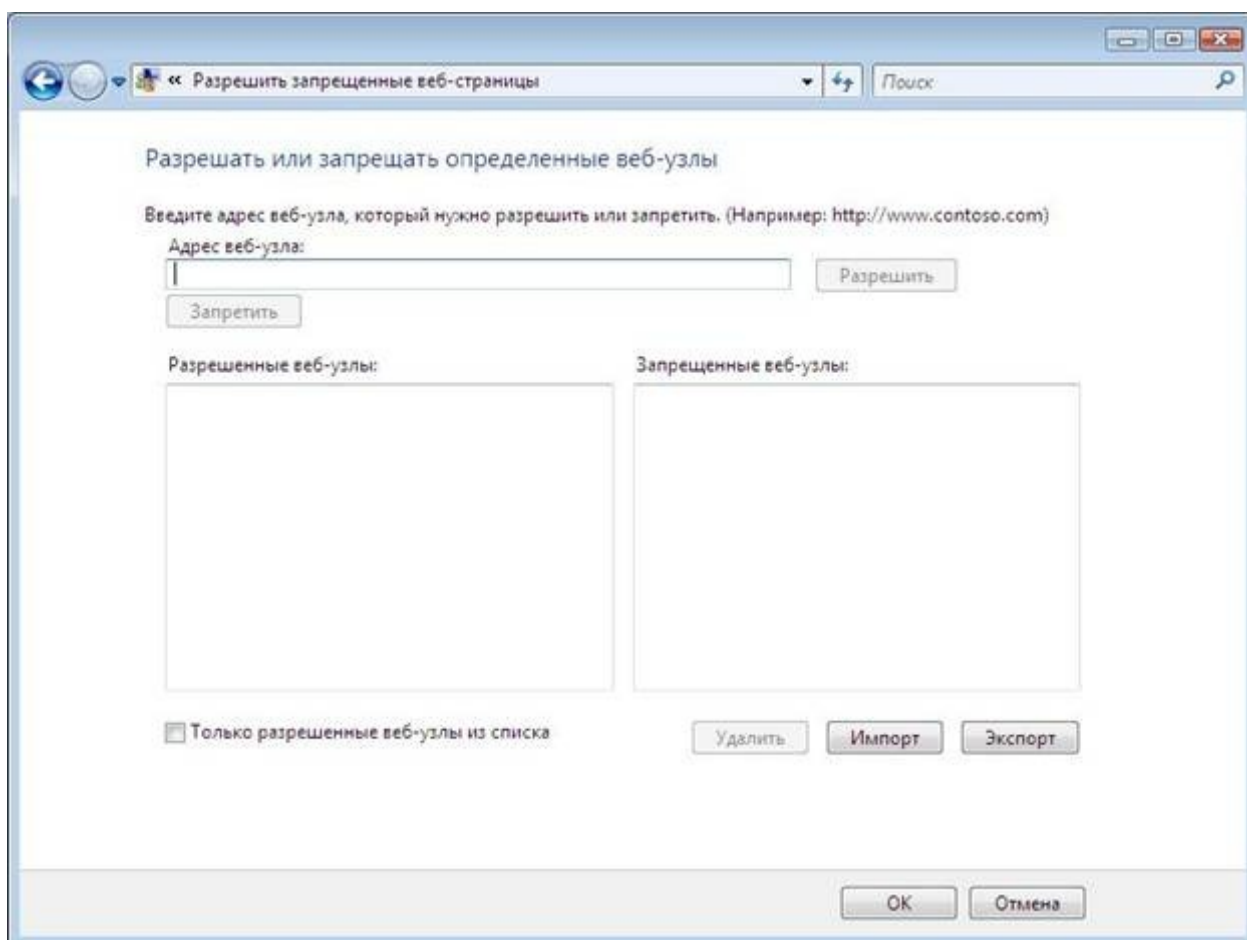 « Разрешить запрещенные веб-страницы Поиск
Разрешать или запрещать определенные веб-узлы
Введите адрес веб-узла, который нужно разрешить или запретить. (Например: http://www.contoso.com)
Адрес веб-узла:
Разрешить
Запретить
Разрешенные веб-узлы: Запрещенные веб-узлы:
Только разрешенные веб-узлы из списка Удалить Импорт Экспорт
OK Отмена